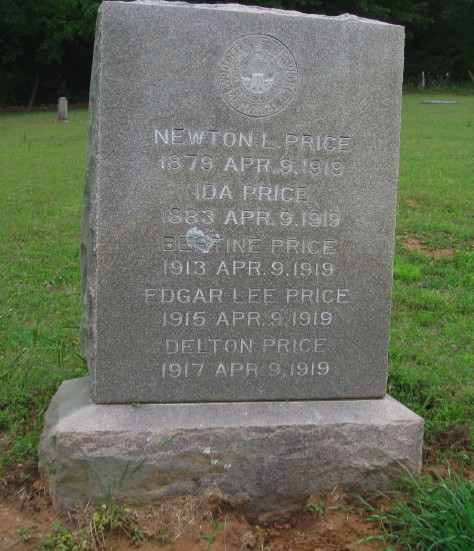 NEWTON L. PRICE
1879 APR. 9, 1919
IDA PRICE
1883 APR. 9, 1919
BERTINE PRICE
1913 APR. 9, 1919
EDGAR LEE PRICE
1915 APR. 9, 1919
DELTON PRICE
1917 APR. 9, 1919